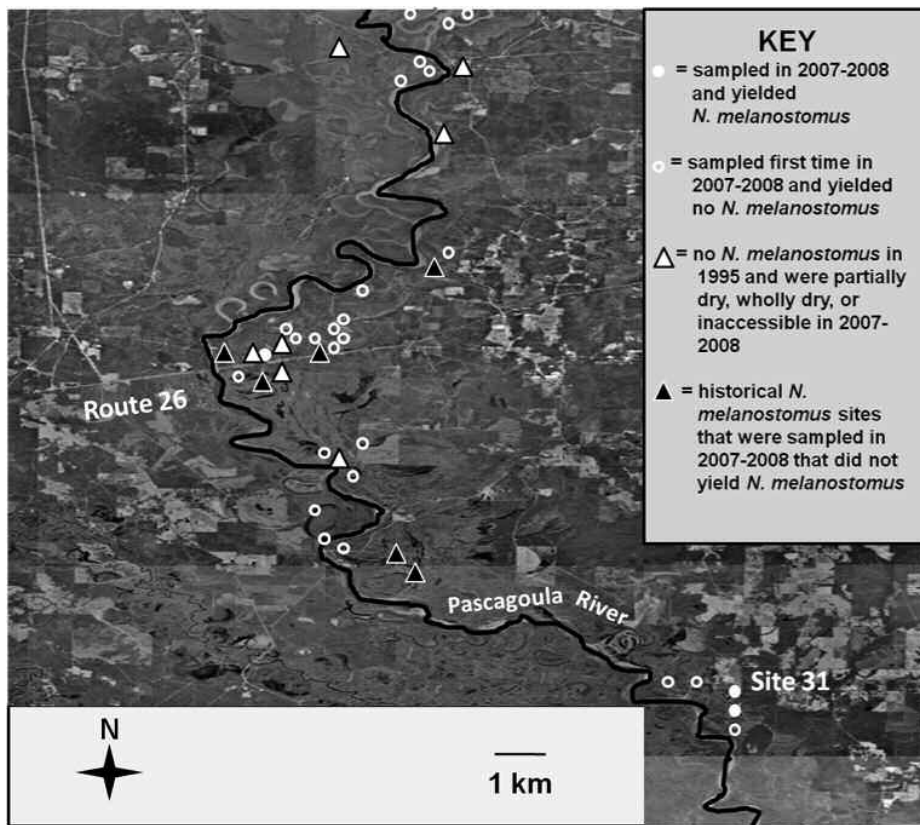 KEY
= sampled in 2007-2008
and yielded
N. melanostomus
= sampled first time in
2007-2008 and yielded
no N. melanostomus
= no N. melanostomus in
1995 and were partially
dry, wholly dry, or
inaccessible in 2007-
2008
= historical N.
melanostomus sites
that were sampled in
2007-2008 that did not
yield N. melanostomus
Route 26
Pascagoula River
Site 31
N
1 km